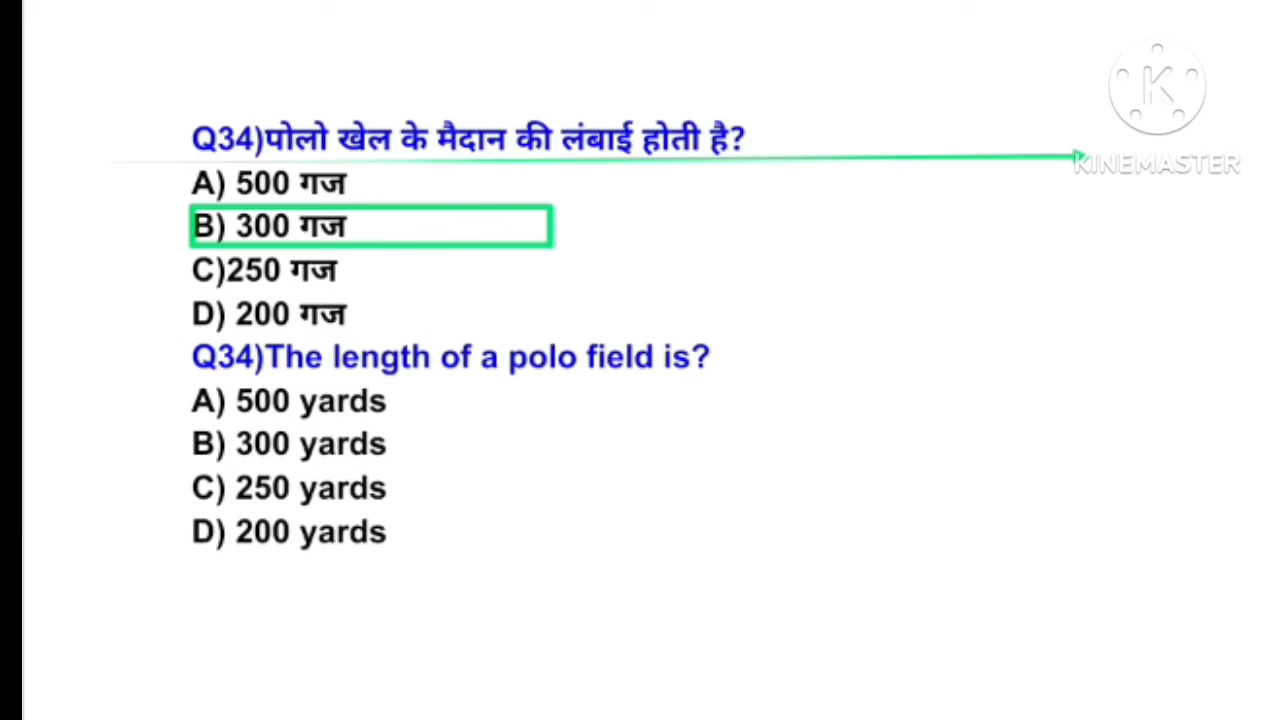 Q34)पोलो खेल के मैदान की लंबाई होती है?
A) 500 गज
B) 300 गज
C)250 गज
D) 200 गज
Q34)The length of a polo field is?
A) 500 yards
B) 300 yards
C) 250 yards
D) 200 yards
K
KINEMASTER